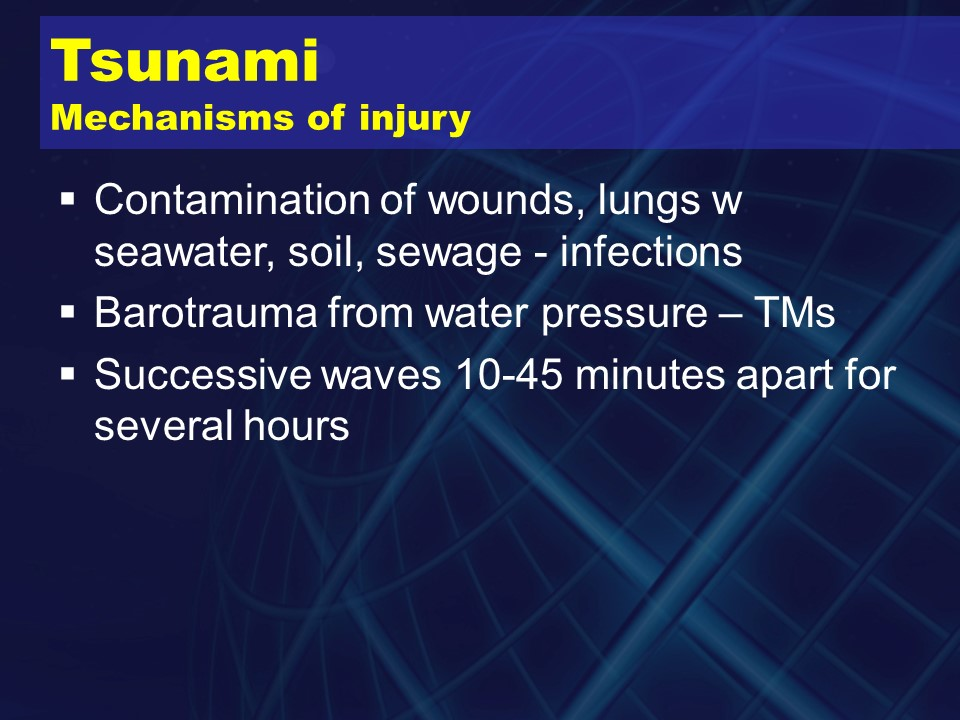 Tsunami
Mechanisms of injury
▪ Contamination of wounds, lungs w
seawater, soil, sewage - infections
▪ Barotrauma from water pressure – TMs
▪ Successive waves 10-45 minutes apart for
several hours